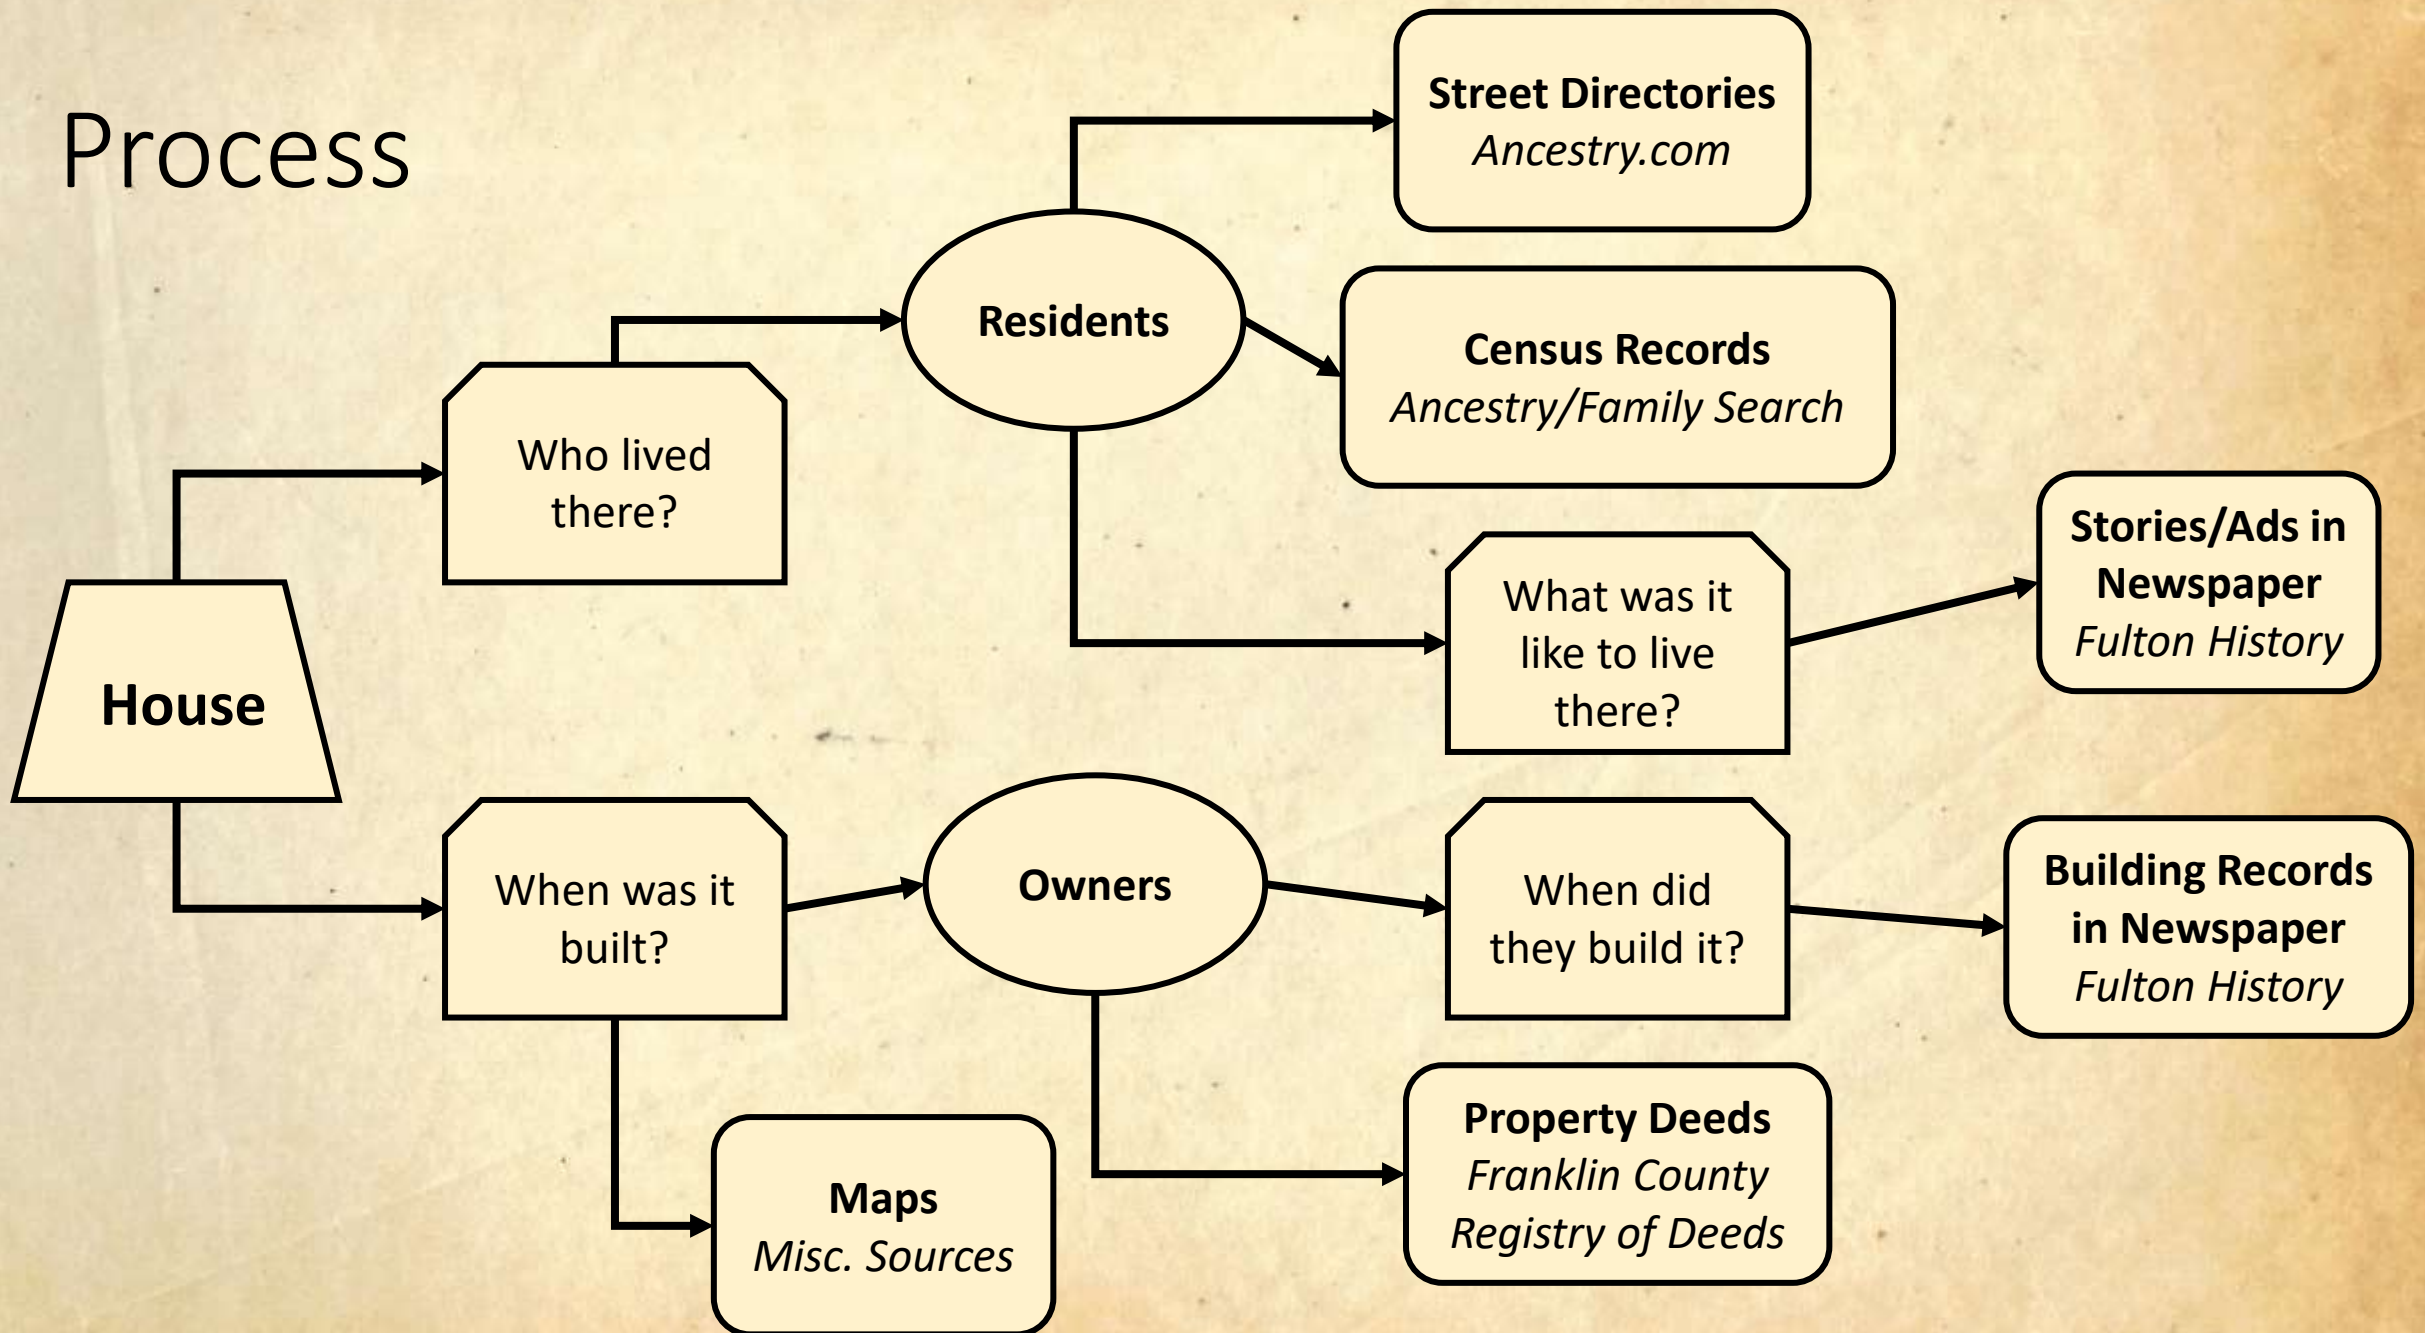 Process
Street Directories
Ancestry.com
Residents
Census Records
Ancestry/Family Search
Who lived
there?
What was it
like to live
there?
Stories/Ads in
Newspaper
Fulton History
House
When was it
built?
Owners
When did
they build it?
Building Records
in Newspaper
Fulton History
Maps
Misc. Sources
Property Deeds
Franklin County
Registry of Deeds